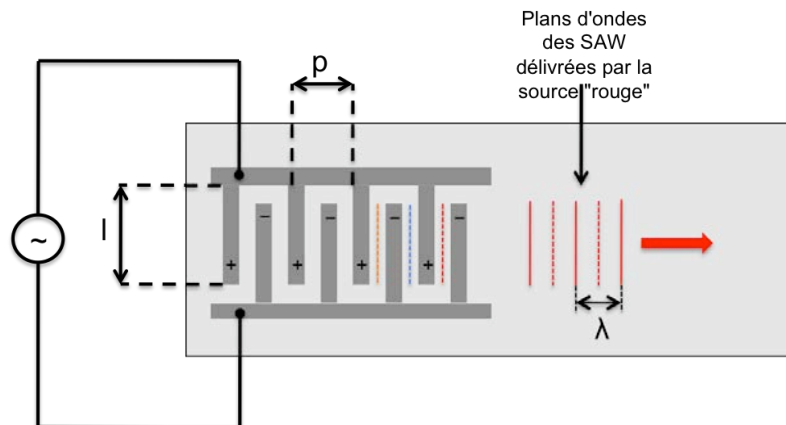 Plans d'ondes
des SAW
délivrées par la
source "rouge"
p
l
~
+ - + - + - + -
λ